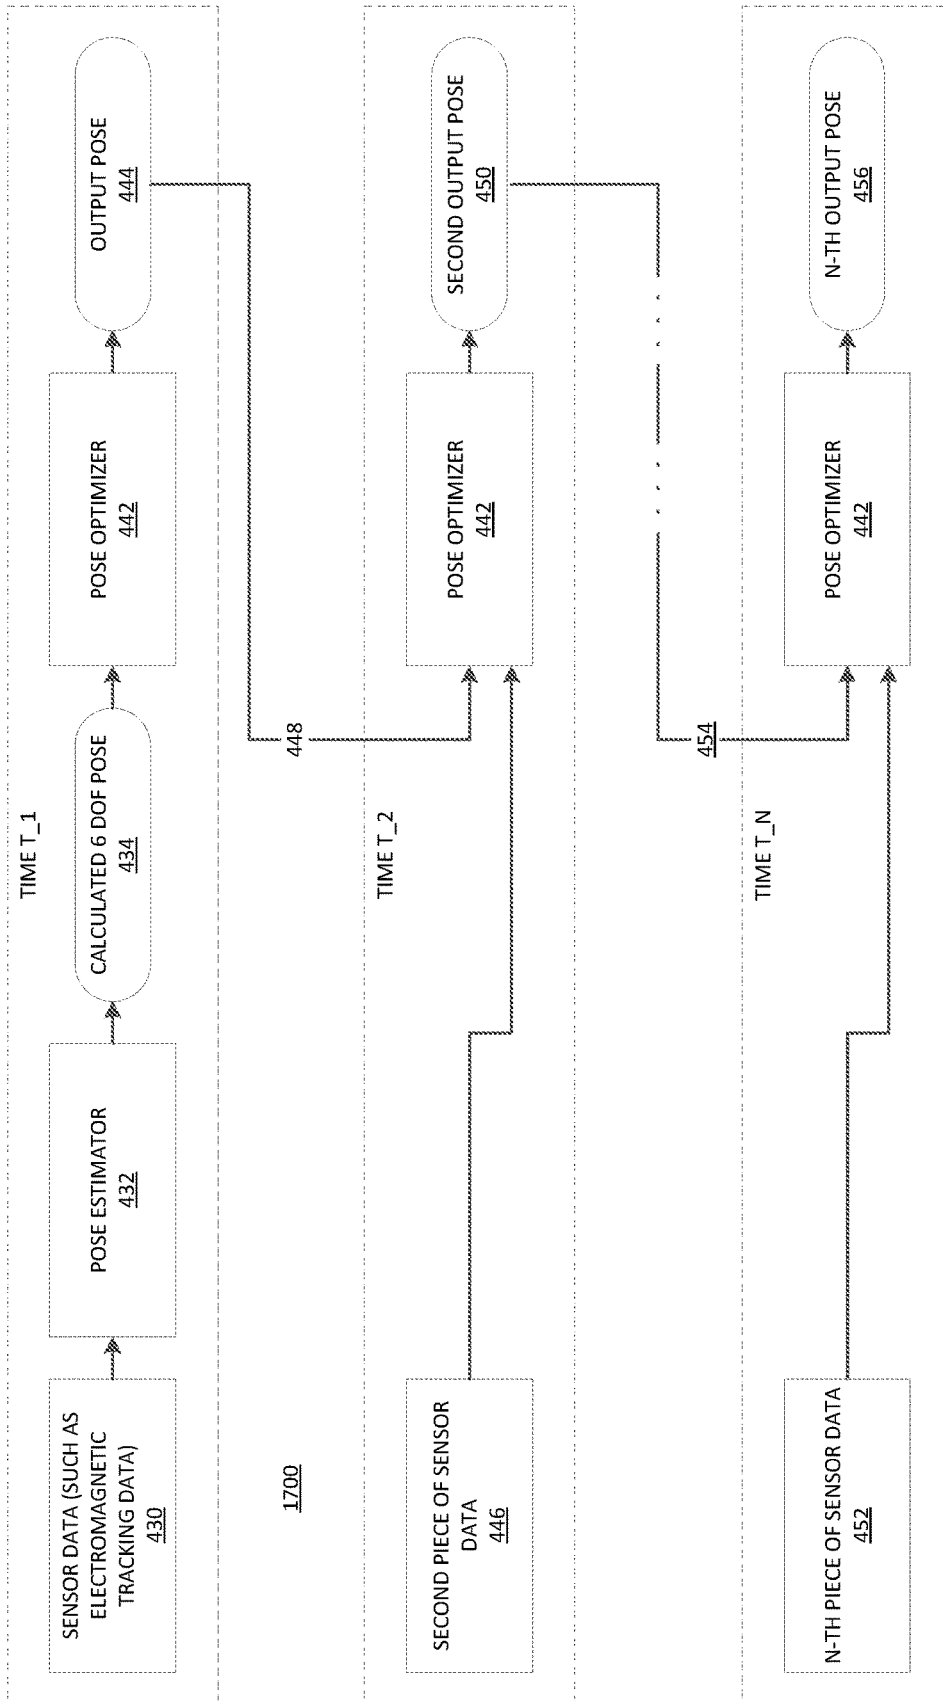 TIME T_1
SENSOR DATA (SUCH AS
ELECTROMAGNETIC
TRACKING DATA)
430
POSE ESTIMATOR
432
CALCULATED 6 DOF POSE
434
POSE OPTIMIZER
442
OUTPUT POSE
444
1700
448
TIME T_2
SECOND PIECE OF SENSOR
DATA
446
POSE OPTIMIZER
442
SECOND OUTPUT POSE
450
454
TIME T_N
N-TH PIECE OF SENSOR DATA
452
POSE OPTIMIZER
442
N-TH OUTPUT POSE
456